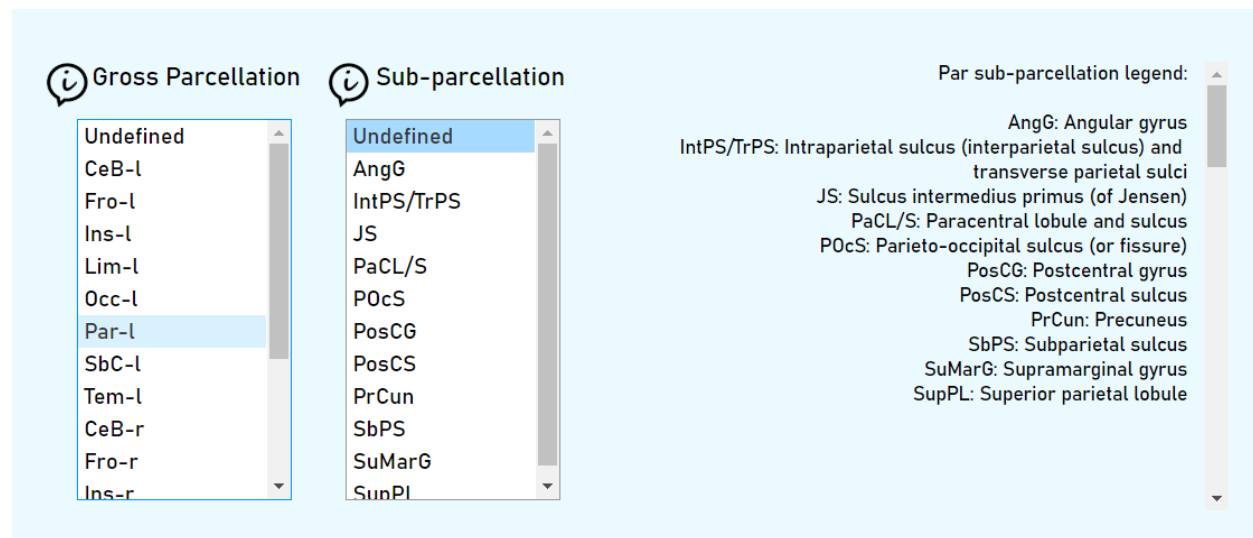 Gross Parcellation
Undefined
CeB-l
Fro-l
Ins-l
Lim-l
Occ-l
Par-l
SbC-l
Tem-l
CeB-r
Fro-r
Ins-r
Sub-parcellation
Undefined
AngG
IntPS/TrPS
JS
PaCL/S
POcS
PosCG
PosCS
PrCun
SbPS
SuMarG
SupPL
Par sub-parcellation legend:
AngG: Angular gyrus
IntPS/TrPS: Intraparietal sulcus (interparietal sulcus) and
transverse parietal sulci
JS: Sulcus intermedius primus (of Jensen)
PaCL/S: Paracentral lobule and sulcus
POcS: Parieto-occipital sulcus (or fissure)
PosCG: Postcentral gyrus
PosCS: Postcentral sulcus
PrCun: Precuneus
SbPS: Subparietal sulcus
SuMarG: Supramarginal gyrus
SupPL: Superior parietal lobule